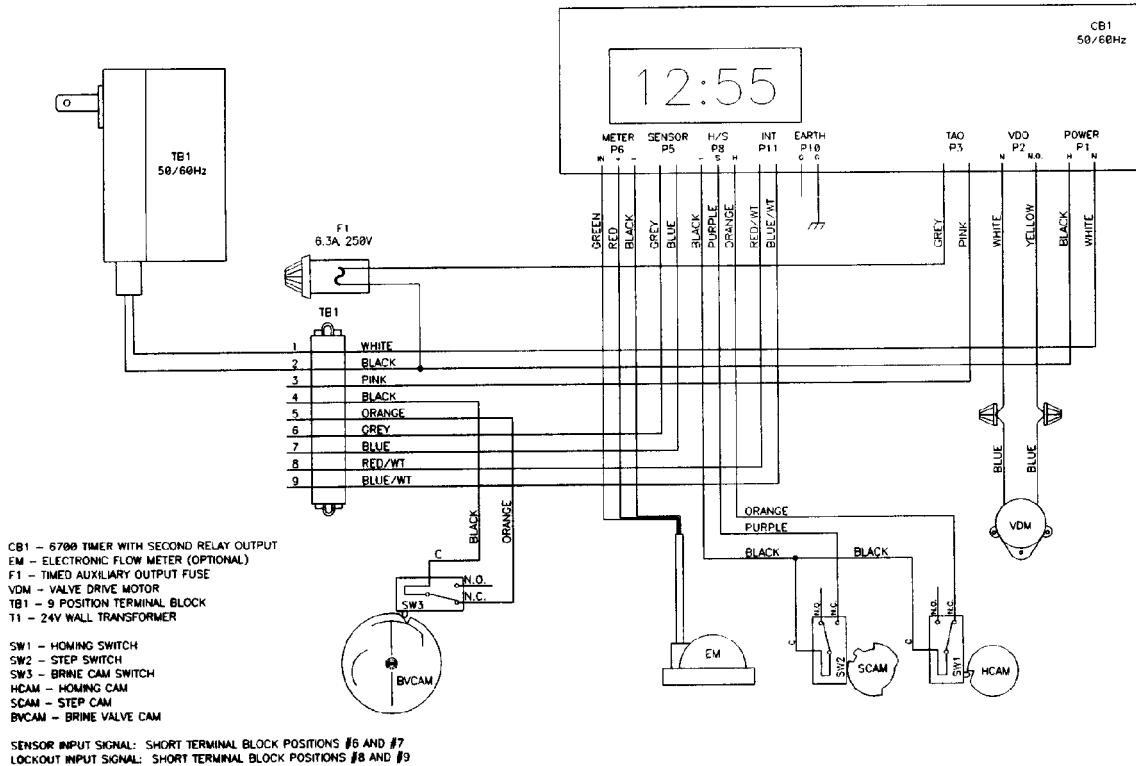 CB1
50/60Hz
12:55
METER SENSOR H/S INT EARTH TAO VDO POWER
P6 P5 P8 P11 P10 P3 P2 P1
IN + - - S H G G N N.O. H N
TB1
50/60Hz
GREEN
RED
BLACK
GREY
BLUE
BLACK
PURPLE
ORANGE
RED/WT
BLUE/WT
GREY
PINK
WHITE
YELLOW
BLACK
WHITE
F1
6.3A 250V
TB1
1 WHITE
2 BLACK
3 PINK
4 BLACK
5 ORANGE
6 GREY
7 BLUE
8 RED/WT
9 BLUE/WT
BLUE
BLUE
VDM
BLACK
ORANGE
ORANGE
PURPLE
BLACK
BLACK
C
N.O.
N.C.
SW3
BVCAM
EM
N.O.
N.C.
C
SW2
SCAM
N.O.
N.C.
C
SW1
HCAM
CB1 - 6700 TIMER WITH SECOND RELAY OUTPUT
EM - ELECTRONIC FLOW METER (OPTIONAL)
F1 - TIMED AUXILIARY OUTPUT FUSE
VDM - VALVE DRIVE MOTOR
TB1 - 9 POSITION TERMINAL BLOCK
T1 - 24V WALL TRANSFORMER
SW1 - HOMING SWITCH
SW2 - STEP SWITCH
SW3 - BRINE CAM SWITCH
HCAM - HOMING CAM
SCAM - STEP CAM
BVCAM - BRINE VALVE CAM
SENSOR INPUT SIGNAL: SHORT TERMINAL BLOCK POSITIONS #6 AND #7
LOCKOUT INPUT SIGNAL: SHORT TERMINAL BLOCK POSITIONS #8 AND #9